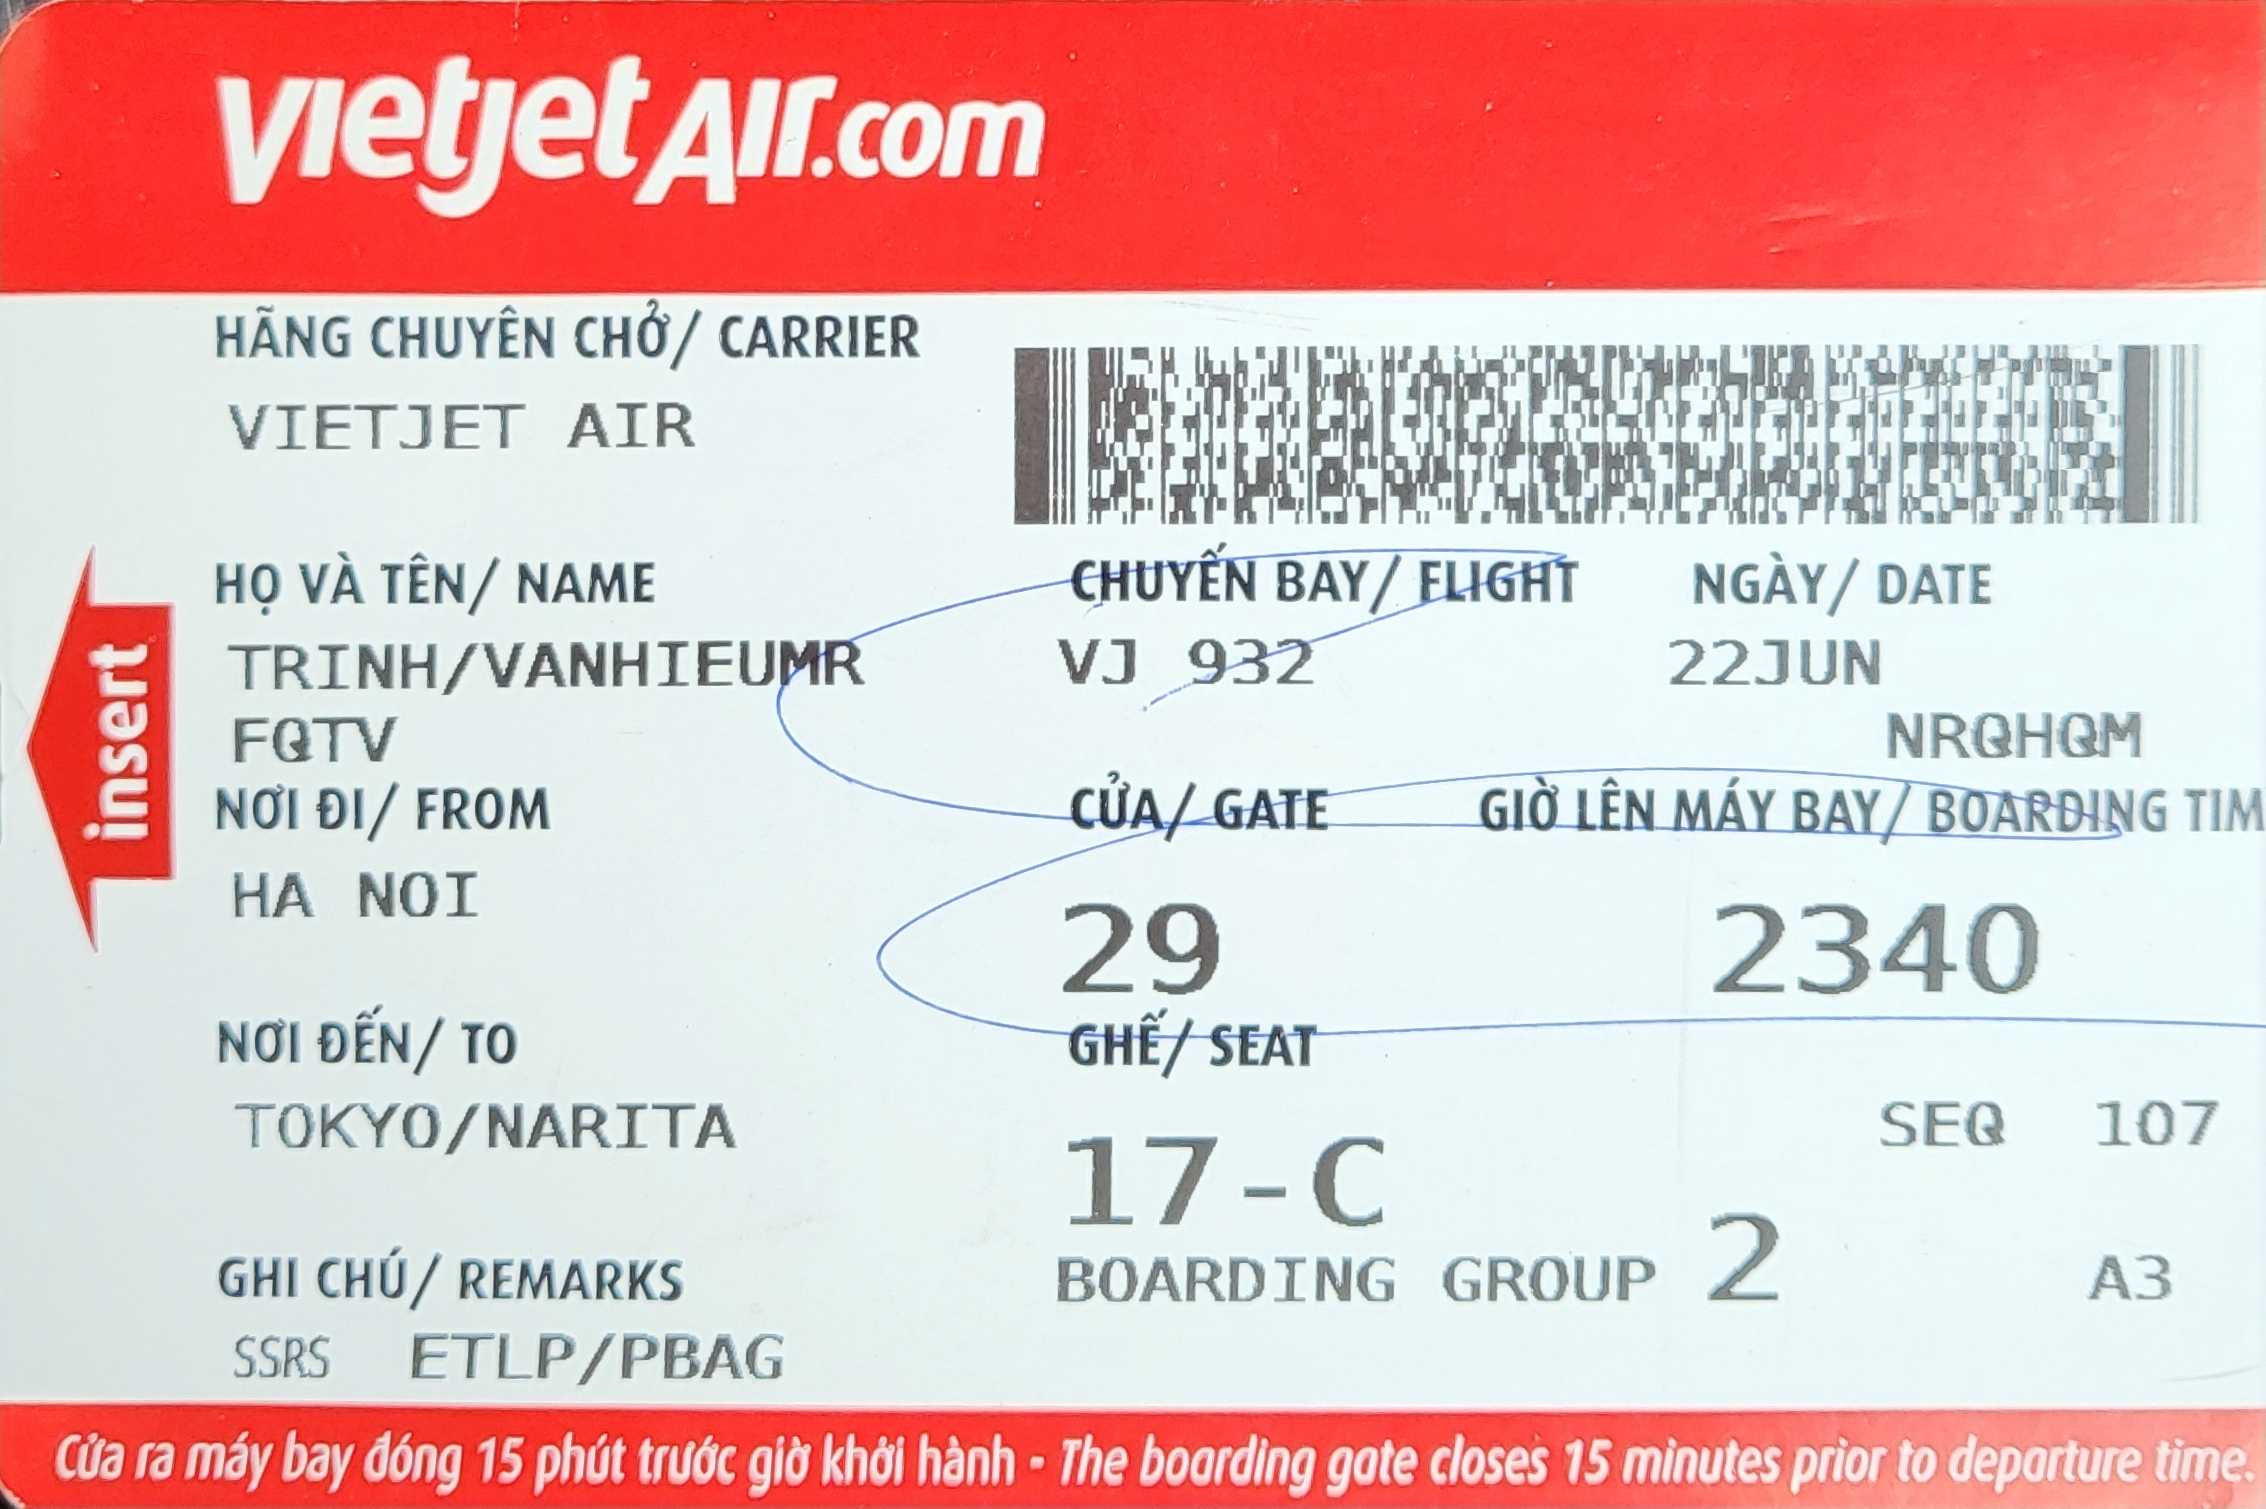 vietjetAir.com
HÃNG CHUYÊN CHỞ/ CARRIER
VIETJET AIR
HỌ VÀ TÊN/ NAME
CHUYẾN BAY/ FLIGHT
NGÀY/ DATE
TRINH/VANHIEUMR
VJ 932
22JUN
FQTV
NRQHQM
insert
NƠI ĐI/ FROM
CỬA/ GATE
GIỜ LÊN MÁY BAY/ BOARDING TIM
HA NOI
29
2340
NƠI ĐẾN/ TO
GHẾ/ SEAT
TOKYO/NARITA
17-C
SEQ 107
GHI CHÚ/ REMARKS
BOARDING GROUP 2
A3
SSRS ETLP/PBAG
Cửa ra máy bay đóng 15 phút trước giờ khởi hành - The boarding gate closes 15 minutes prior to departure time.